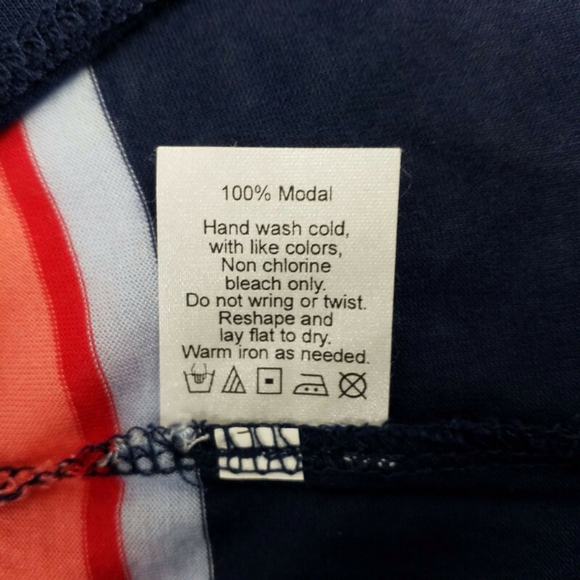 100% Modal
Hand wash cold,
with like colors,
Non chlorine
bleach only.
Do not wring or twist.
Reshape and
lay flat to dry.
Warm iron as needed.